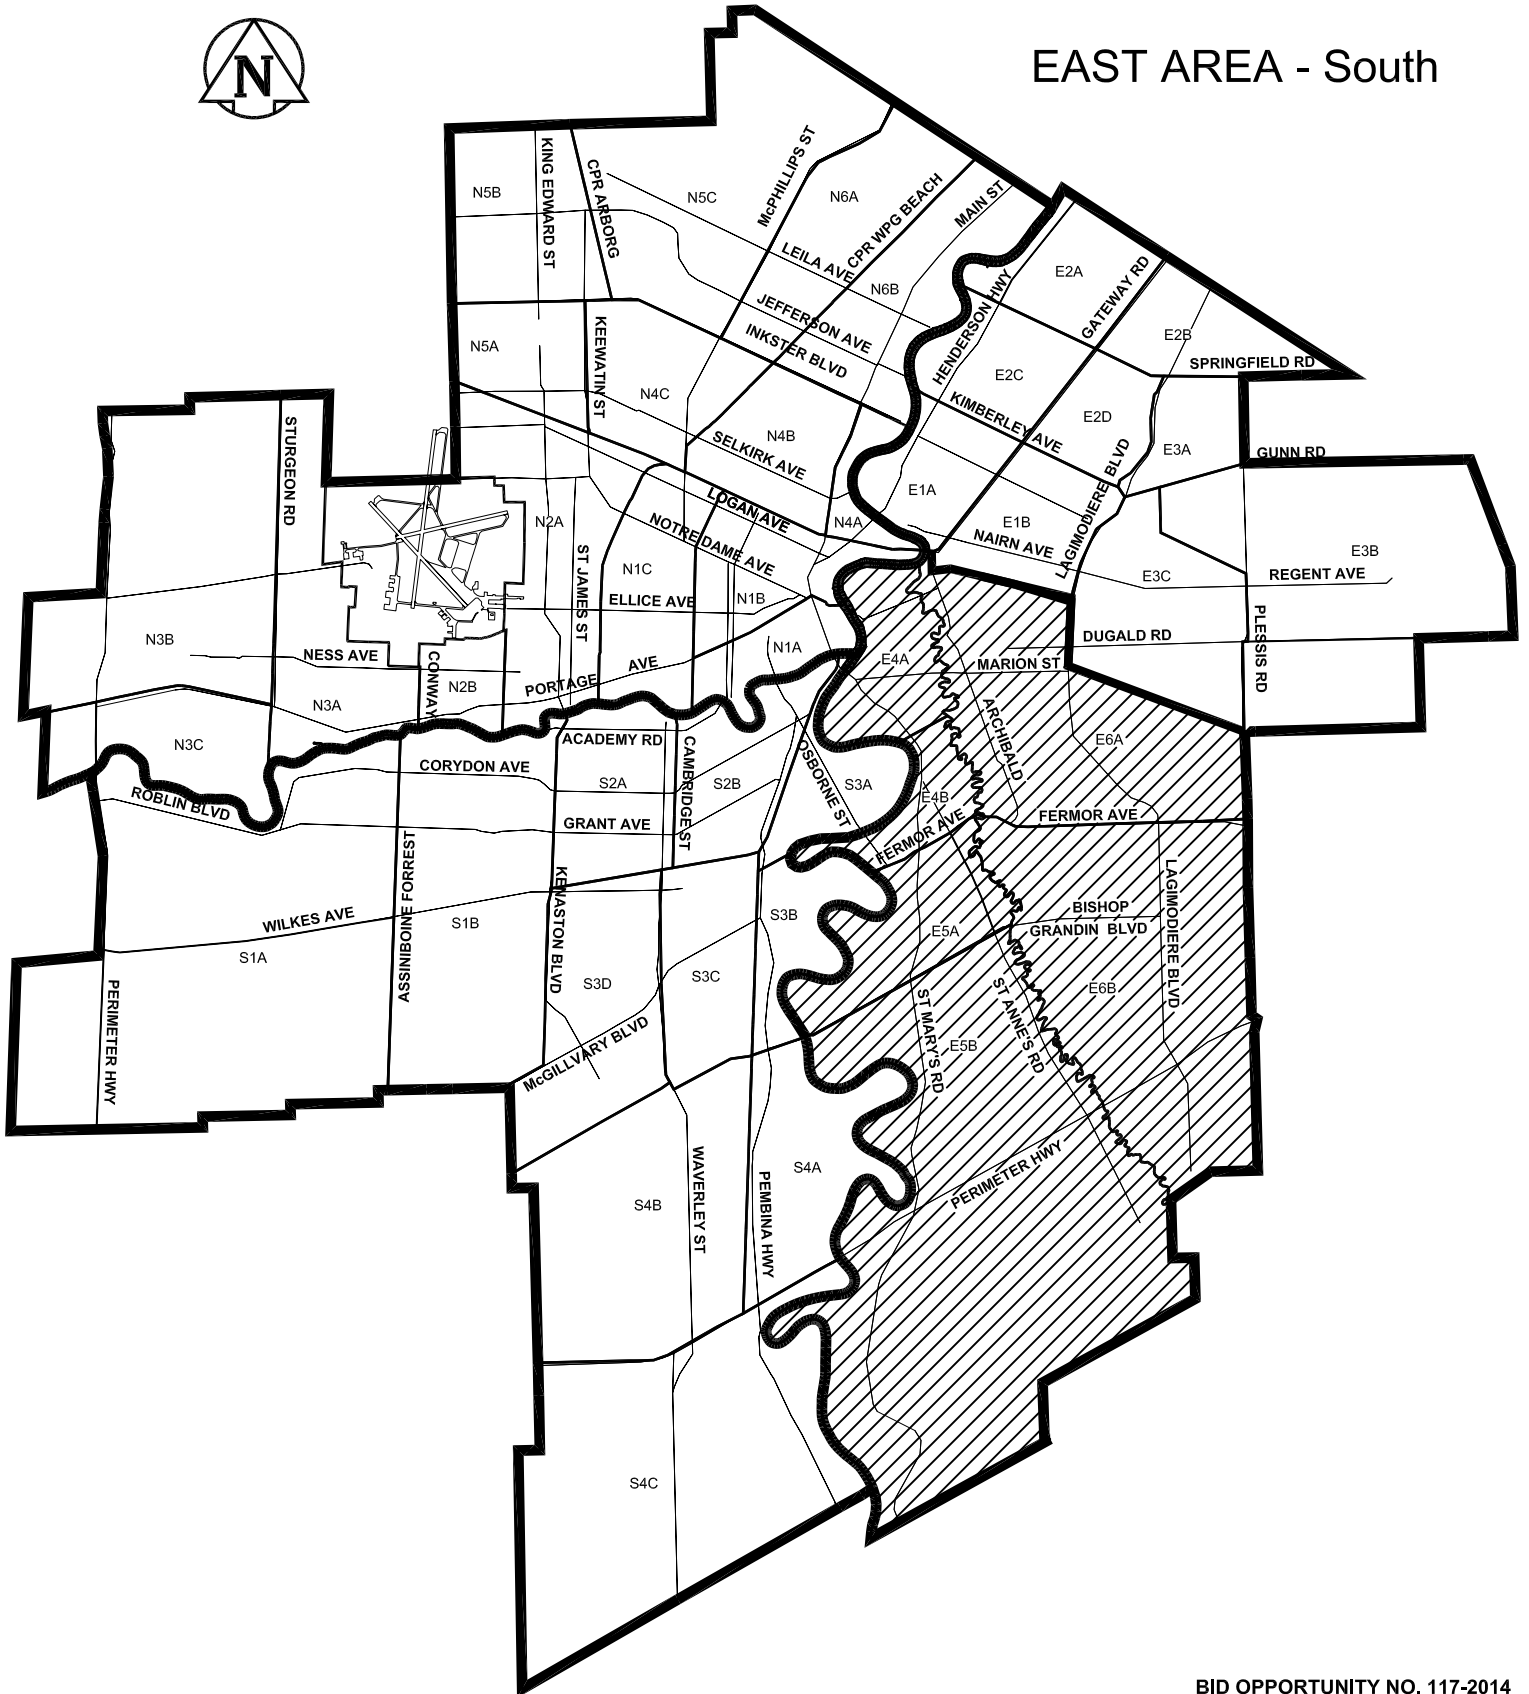 N
EAST AREA - South
N5B
KING EDWARD ST
CPR ARBORG
N5C
McPHILLIPS ST
N6A
CPR WPG BEACH
MAIN ST
LEILA AVE
N6B
JEFFERSON AVE
INKSTER BLVD
HENDERSON HWY
E2A
GATEWAY RD
E2B
SPRINGFIELD RD
N5A
KEEWATIN ST
N4C
N4B
SELKIRK AVE
E2C
KIMBERLEY AVE
E2D
LAGIMODIERE BLVD
E3A
GUNN RD
STURGEON RD
N2A
LOGAN AVE
NOTRE DAME AVE
N4A
E1A
E1B
NAIRN AVE
E3B
E3C
REGENT AVE
ST JAMES ST
N1C
N1B
ELLICE AVE
PLESSIS RD
DUGALD RD
N3B
NESS AVE
CONWAY
N2B
PORTAGE
AVE
N1A
E4A
MARION ST
N3A
N3C
ACADEMY RD
CAMBRIDGE ST
CORYDON AVE
S2A
S2B
OSBORNE ST
S3A
ARCHIBALD
E6A
ROBLIN BLVD
GRANT AVE
E4B
FERMOR AVE
FERMOR AVE
ASSINIBOINE FORREST
KENASTON BLVD
LAGIMODIERE BLVD
WILKES AVE
S1B
S3B
E5A
BISHOP
GRANDIN BLVD
S1A
S3D
S3C
PERIMETER HWY
McGILLVARY BLVD
ST MARY'S RD
E5B
ST ANNE'S RD
E6B
WAVERLEY ST
PEMBINA HWY
S4A
PERIMETER HWY
S4B
S4C
BID OPPORTUNITY NO. 117-2014